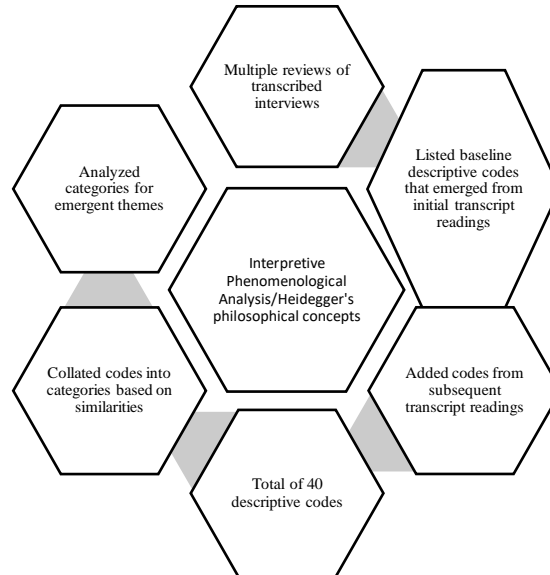 Multiple reviews of
transcribed
interviews
Listed baseline
descriptive codes
that emerged from
initial transcript
readings
Added codes from
subsequent
transcript readings
Total of 40
descriptive codes
Collated codes into
categories based on
similarities
Analyzed
categories for
emergent themes
Interpretive
Phenomenological
Analysis/Heidegger's
philosophical concepts